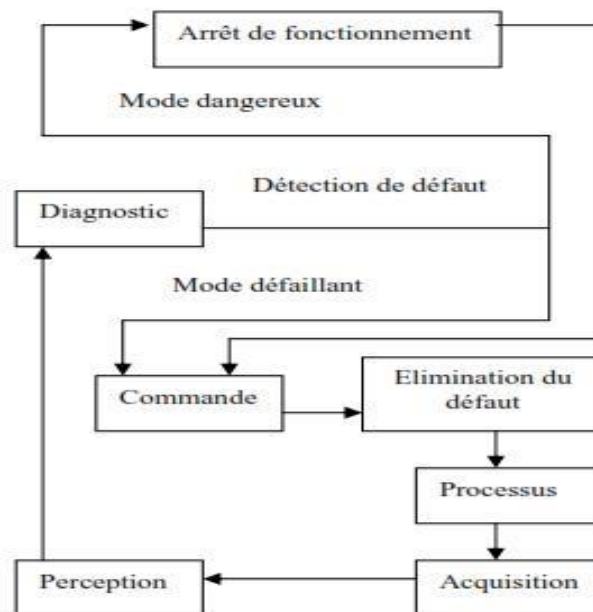 Arrêt de fonctionnement
Mode dangereux
Détection de défaut
Diagnostic
Mode défaillant
Commande
Elimination du
défaut
Processus
Perception
Acquisition